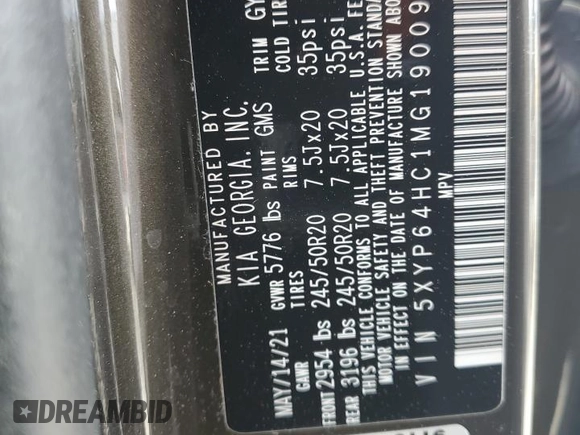 MANUFACTURED BY
KIA GEORGIA, INC.
MAY/14/21 GVWR 5776 lbs PAINT GMS TRIM GY
GAWR TIRES RIMS COLD TIR
FRONT 2954 lbs 245/50R20 7.5Jx20 35psi
REAR 3196 lbs 245/50R20 7.5Jx20 35psi
THIS VEHICLE CONFORMS TO ALL APPLICABLE U.S.A. FE
MOTOR VEHICLE SAFETY AND THEFT PREVENTION STANDA
IN EFFECT ON THE DATE OF MANUFACTURE SHOWN ABO
VIN 5XYP64HC1MG19009
MPV
DREAMBID